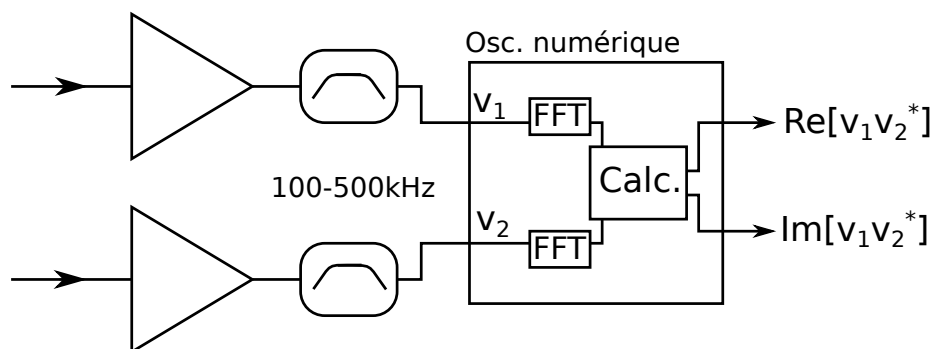 Osc. numérique
v1
FFT
Re[v1v2*]
Calc.
100-500kHz
v2
FFT
Im[v1v2*]